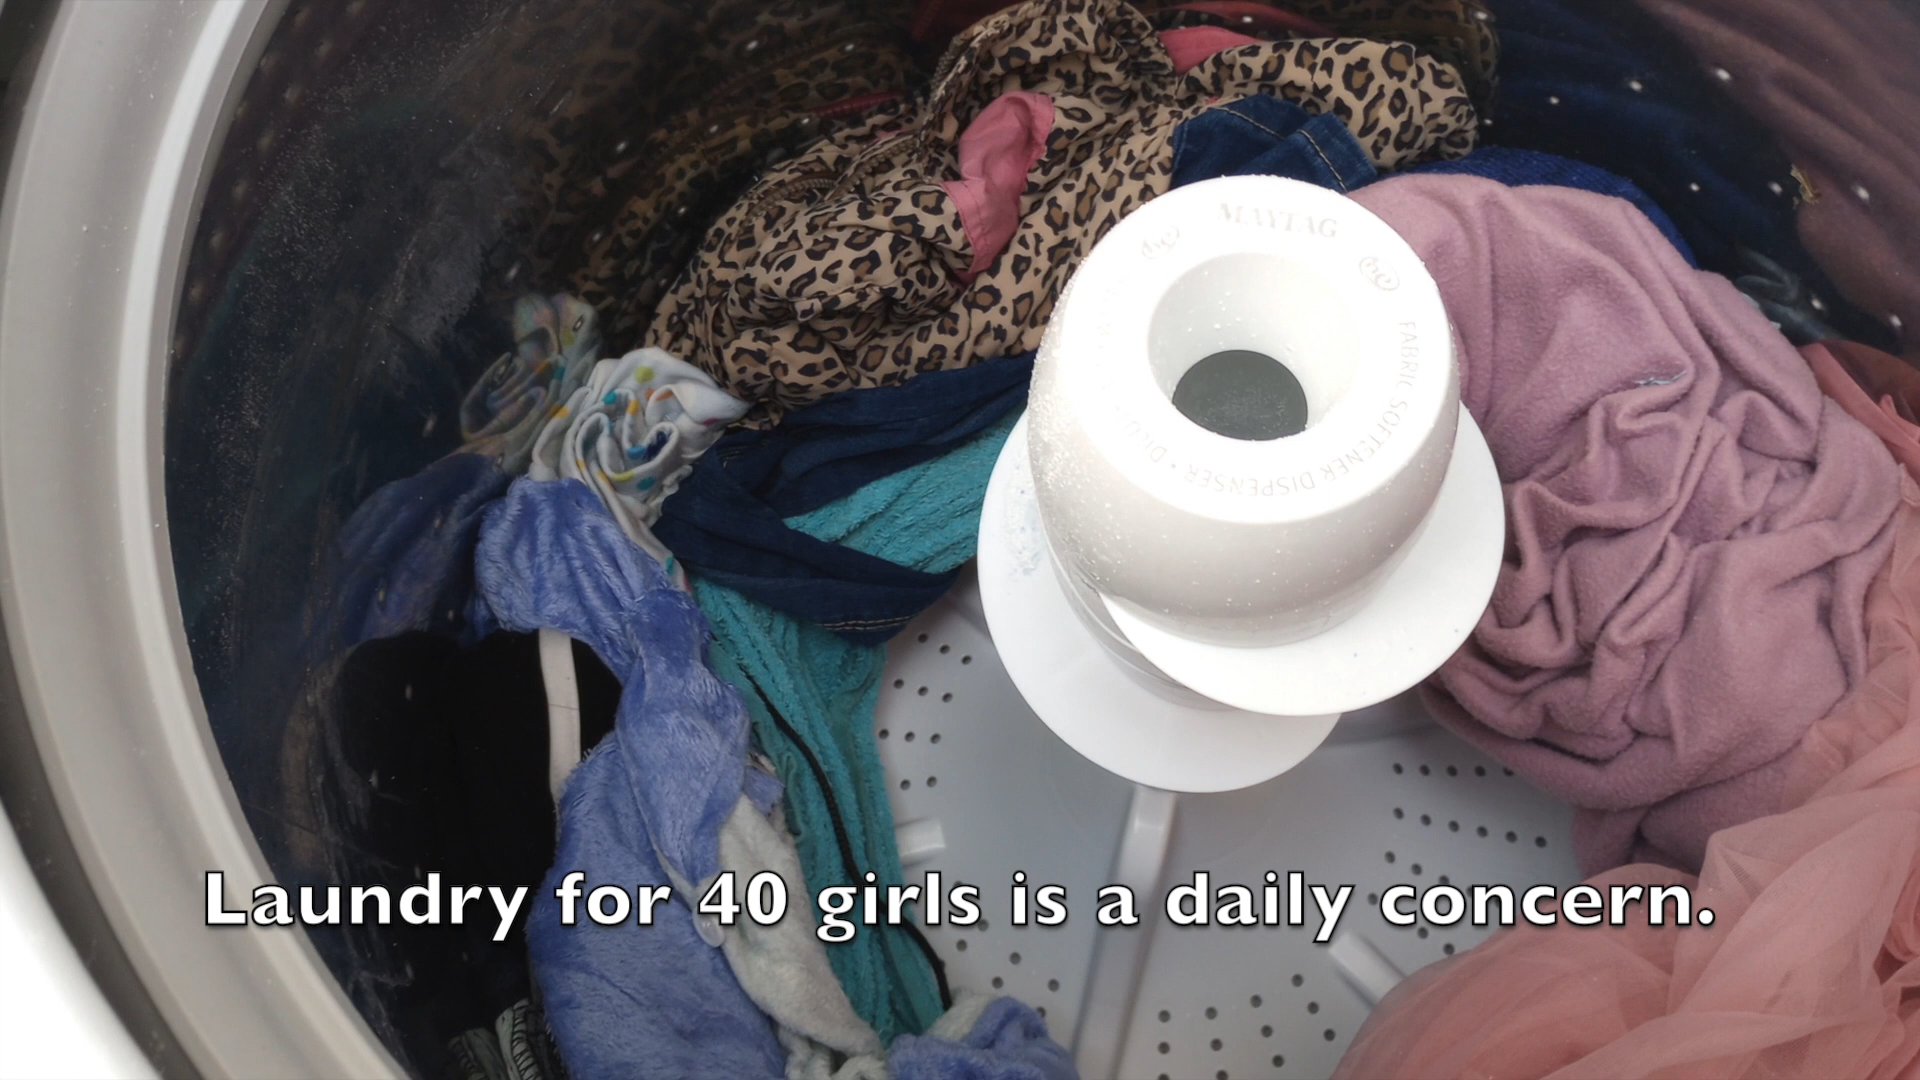 MAYTAG
FABRIC SOFTENER DISPENSER •
Laundry for 40 girls is a daily concern.